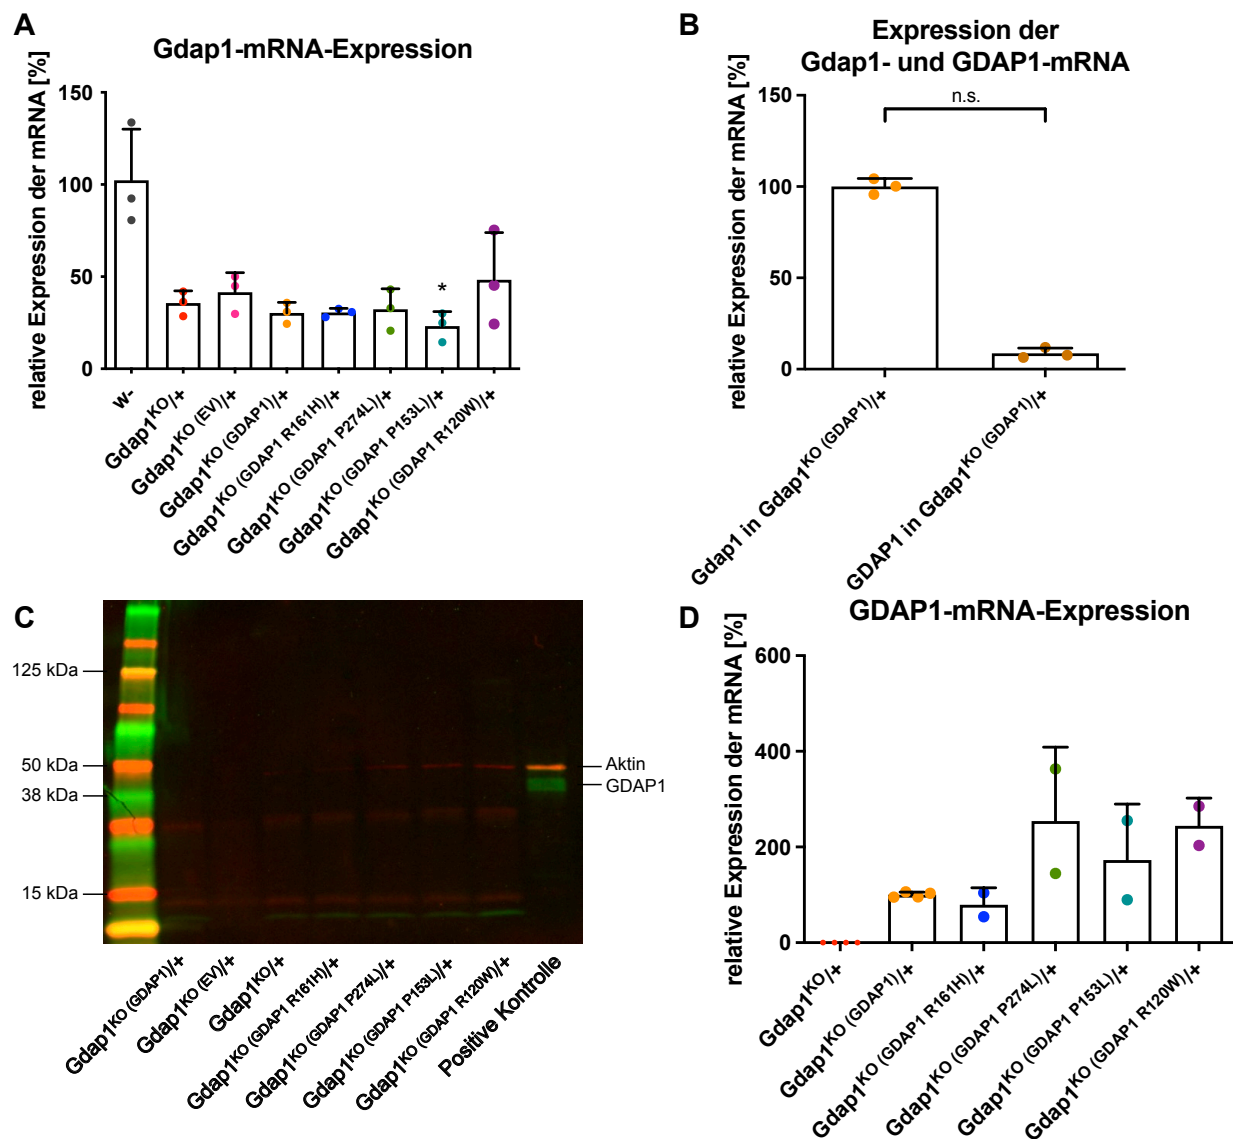 A
Gdap1-mRNA-Expression
relative Expression der mRNA [%]
150
100
50
0
*
w-
Gdap1KO/+
Gdap1KO (EV)/+
Gdap1KO (GDAP1)/+
Gdap1KO (GDAP1 R161H)/+
Gdap1KO (GDAP1 P274L)/+
Gdap1KO (GDAP1 P153L)/+
Gdap1KO (GDAP1 R120W)/+
B
Expression der
Gdap1- und GDAP1-mRNA
relative Expression der mRNA [%]
150
100
50
0
n.s.
Gdap1 in Gdap1KO (GDAP1)/+
GDAP1 in Gdap1KO (GDAP1)/+
C
125 kDa
50 kDa
38 kDa
15 kDa
Aktin
GDAP1
Gdap1KO (GDAP1)/+
Gdap1KO (EV)/+
Gdap1KO/+
Gdap1KO (GDAP1 R161H)/+
Gdap1KO (GDAP1 P274L)/+
Gdap1KO (GDAP1 P153L)/+
Gdap1KO (GDAP1 R120W)/+
Positive Kontrolle
D
GDAP1-mRNA-Expression
relative Expression der mRNA [%]
600
400
200
0
Gdap1KO/+
Gdap1KO (GDAP1)/+
Gdap1KO (GDAP1 R161H)/+
Gdap1KO (GDAP1 P274L)/+
Gdap1KO (GDAP1 P153L)/+
Gdap1KO (GDAP1 R120W)/+